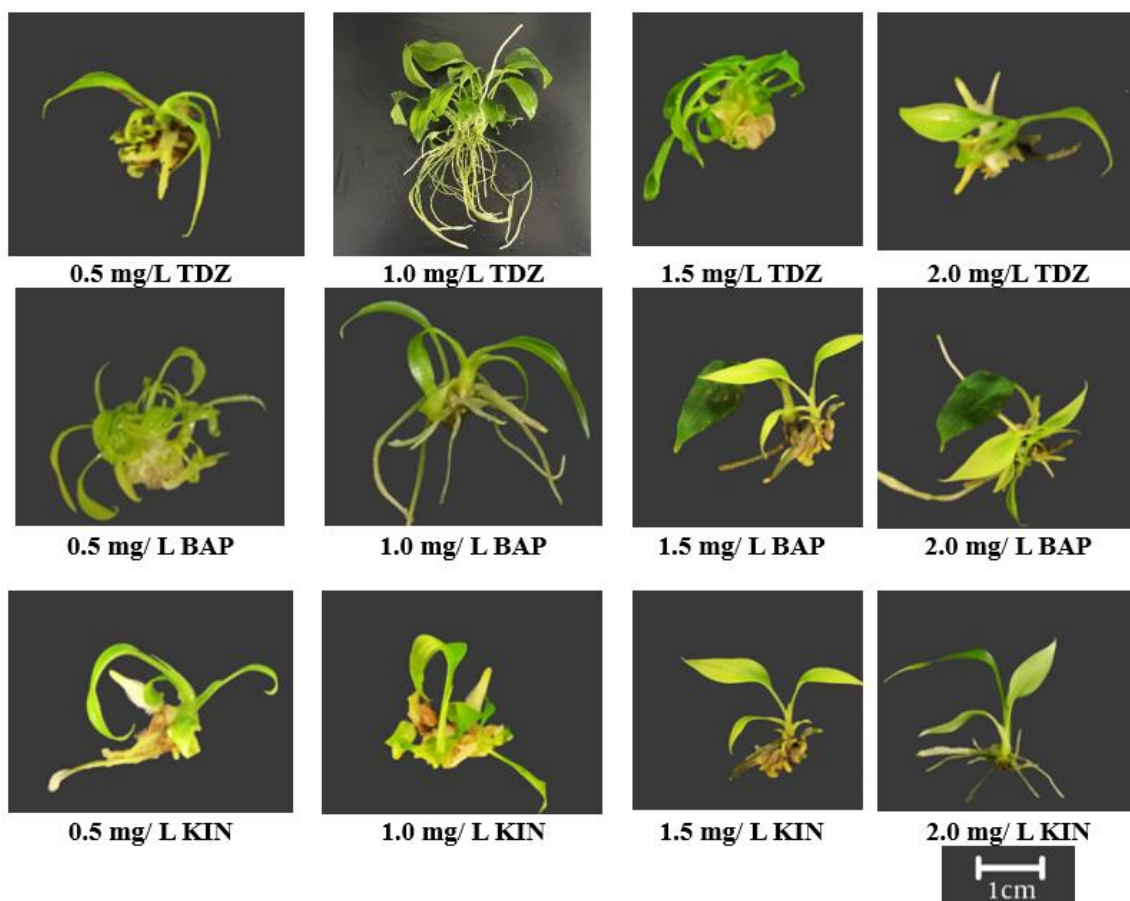 0.5 mg/L TDZ
1.0 mg/L TDZ
1.5 mg/L TDZ
2.0 mg/L TDZ
0.5 mg/ L BAP
1.0 mg/ L BAP
1.5 mg/ L BAP
2.0 mg/ L BAP
0.5 mg/ L KIN
1.0 mg/ L KIN
1.5 mg/ L KIN
2.0 mg/ L KIN
1cm